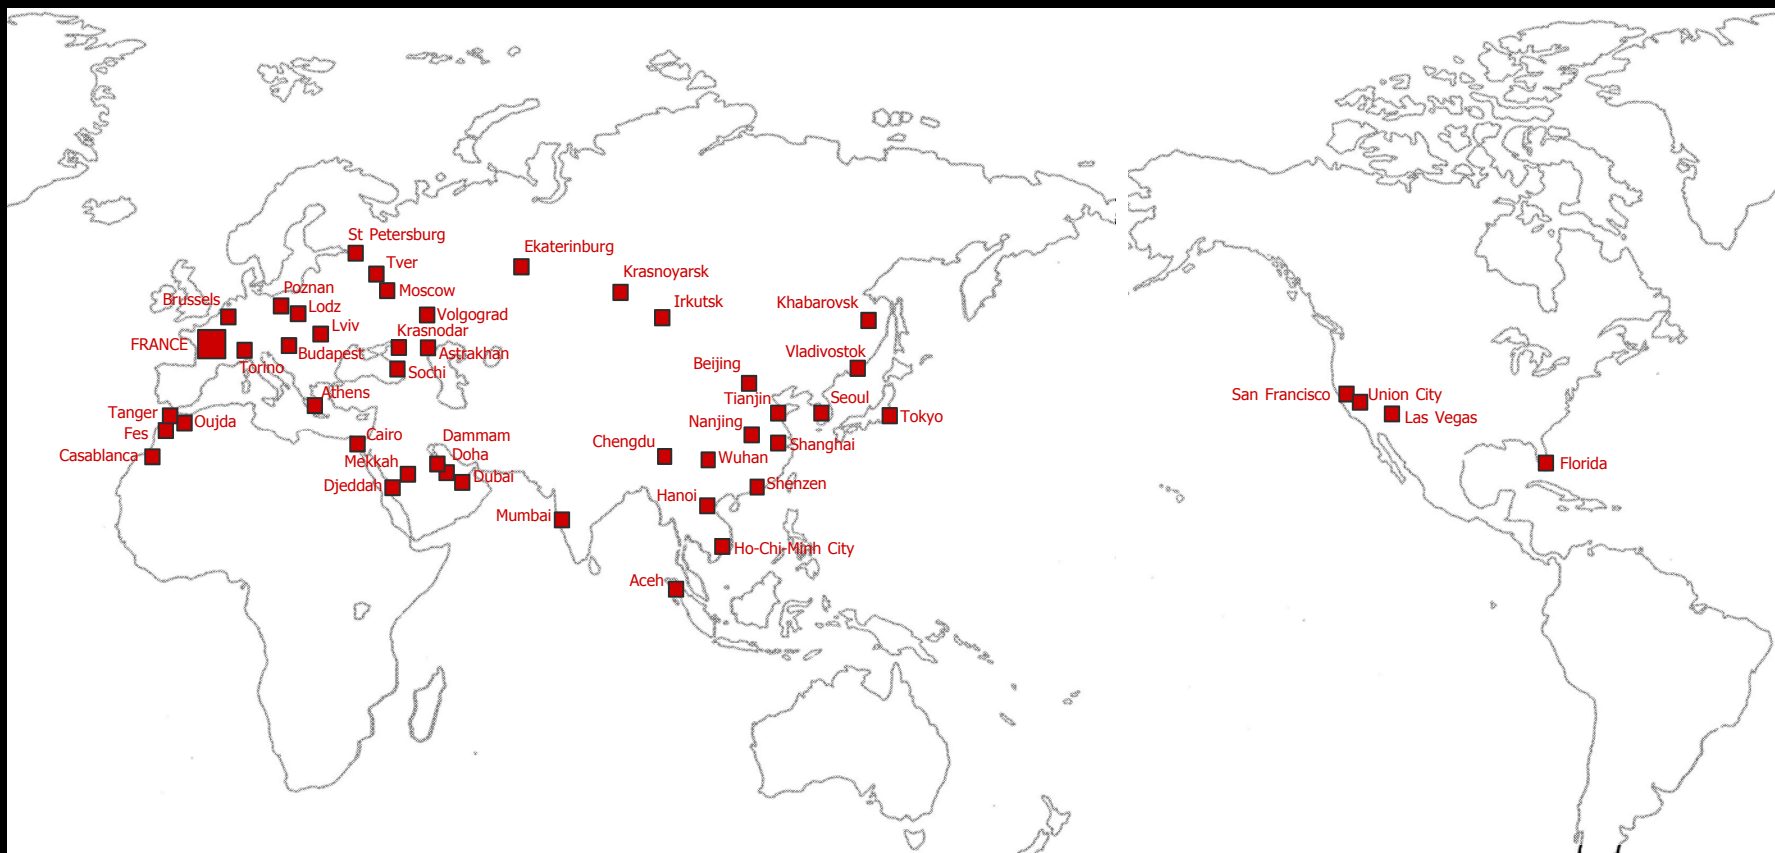 St Petersburg
Ekaterinburg
Tver
Krasnoyarsk
Poznan
Moscow
Brussels
Lodz
Irkutsk
Khabarovsk
Volgograd
Lviv
Krasnodar
FRANCE
Budapest
Astrakhan
Vladivostok
Torino
Sochi
Beijing
Athens
Tianjin
Seoul
San Francisco
Union City
Tanger
Oujda
Nanjing
Tokyo
Las Vegas
Fes
Cairo
Dammam
Chengdu
Shanghai
Casablanca
Doha
Mekkah
Wuhan
Florida
Djeddah
Dubai
Shenzen
Hanoi
Mumbai
Ho-Chi-Minh City
Aceh